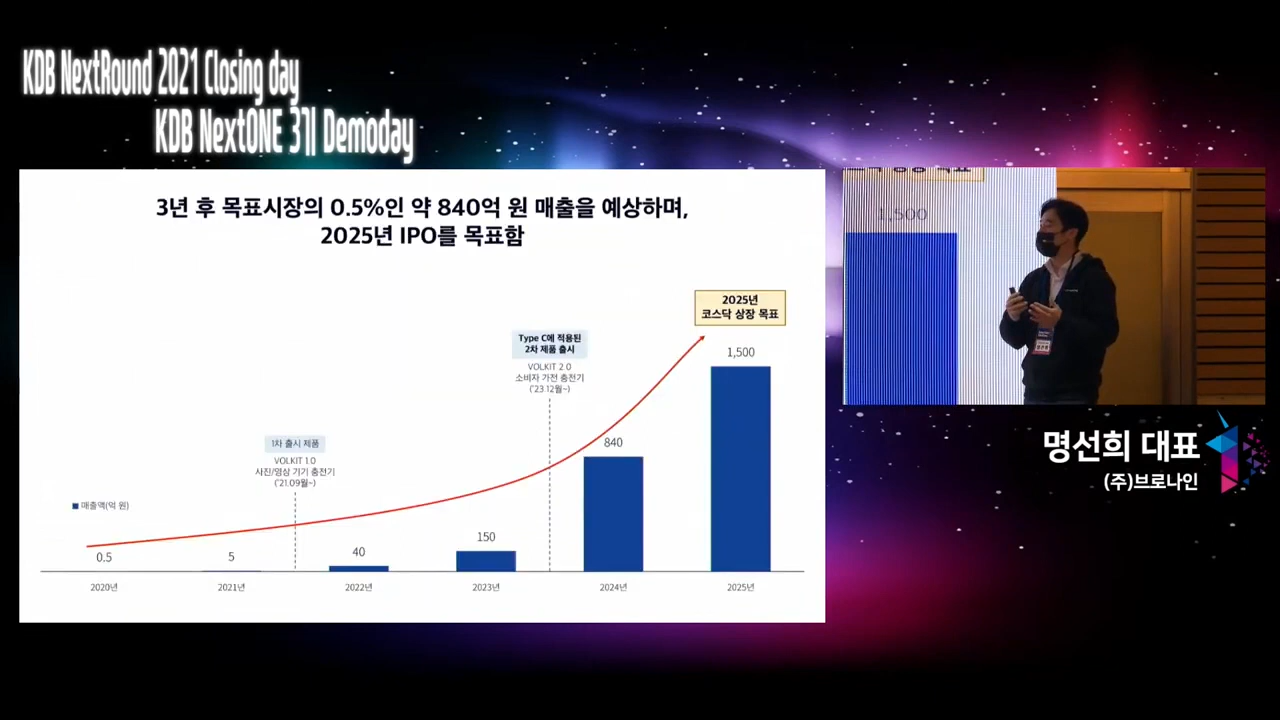 KDB NextRound 2021 Closing day
KDB NextONE 3기 Demoday
3년 후 목표시장의 0.5%인 약 840억 원 매출을 예상하며,
2025년 IPO를 목표함
2025년
코스닥 상장 목표
Type C에 적용된
2차 제품 출시
VOLKIT 2.0
소비자 가전 충전기
('23.12월~)
1차 출시 제품
VOLKIT 1.0
사진/영상 기기 충전기
('21.09월~)
■ 매출액(억 원)
0.5
5
40
150
840
1,500
2020년
2021년
2022년
2023년
2024년
2025년
1,500
명선희 대표
(주)브로나인